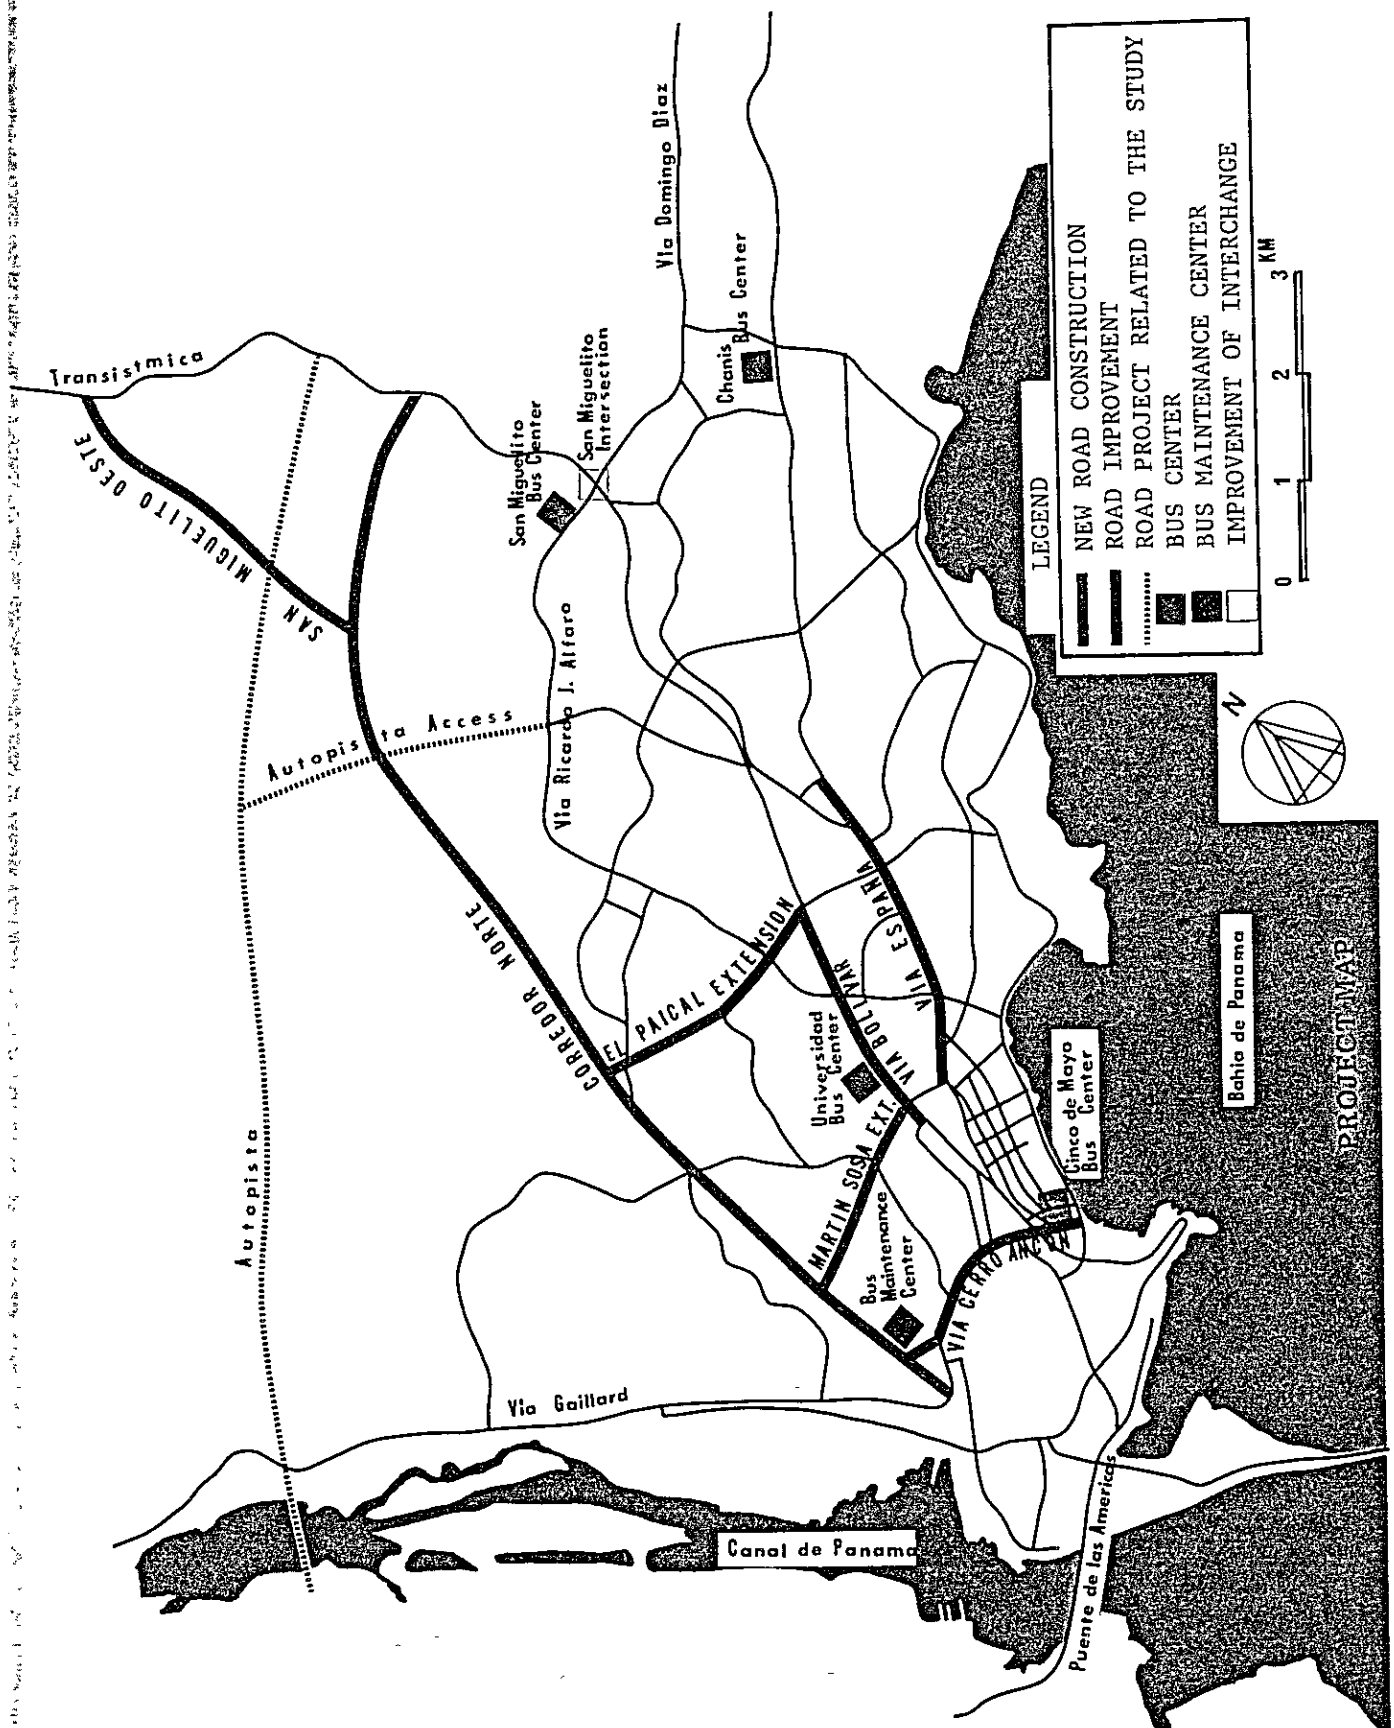 Transistmica
SAN MIGUELITO OESTE
Via Domingo Diaz
San Miguelito
Intersection
San Miguelito
Bus Center
Chanis
Bus Center
Autopista Access
Via Ricardo J. Alfaro
Autopista
CORREDOR NORTE
EL PAICAL EXTENSION
VIA ESPAÑA
VIA BOLIVAR
Universidad
Bus Center
MARTIN SOSA EXT.
Bus
Maintenance
Center
VIA CERRO ANCON
Cinco de Mayo
Bus Center
Via Gaillard
Canal de Panama
Puente de las Americas
Bahia de Panama
LEGEND
NEW ROAD CONSTRUCTION
ROAD IMPROVEMENT
ROAD PROJECT RELATED TO THE STUDY
BUS CENTER
BUS MAINTENANCE CENTER
IMPROVEMENT OF INTERCHANGE
0 1 2 3 KM
N
PROJECT MAP